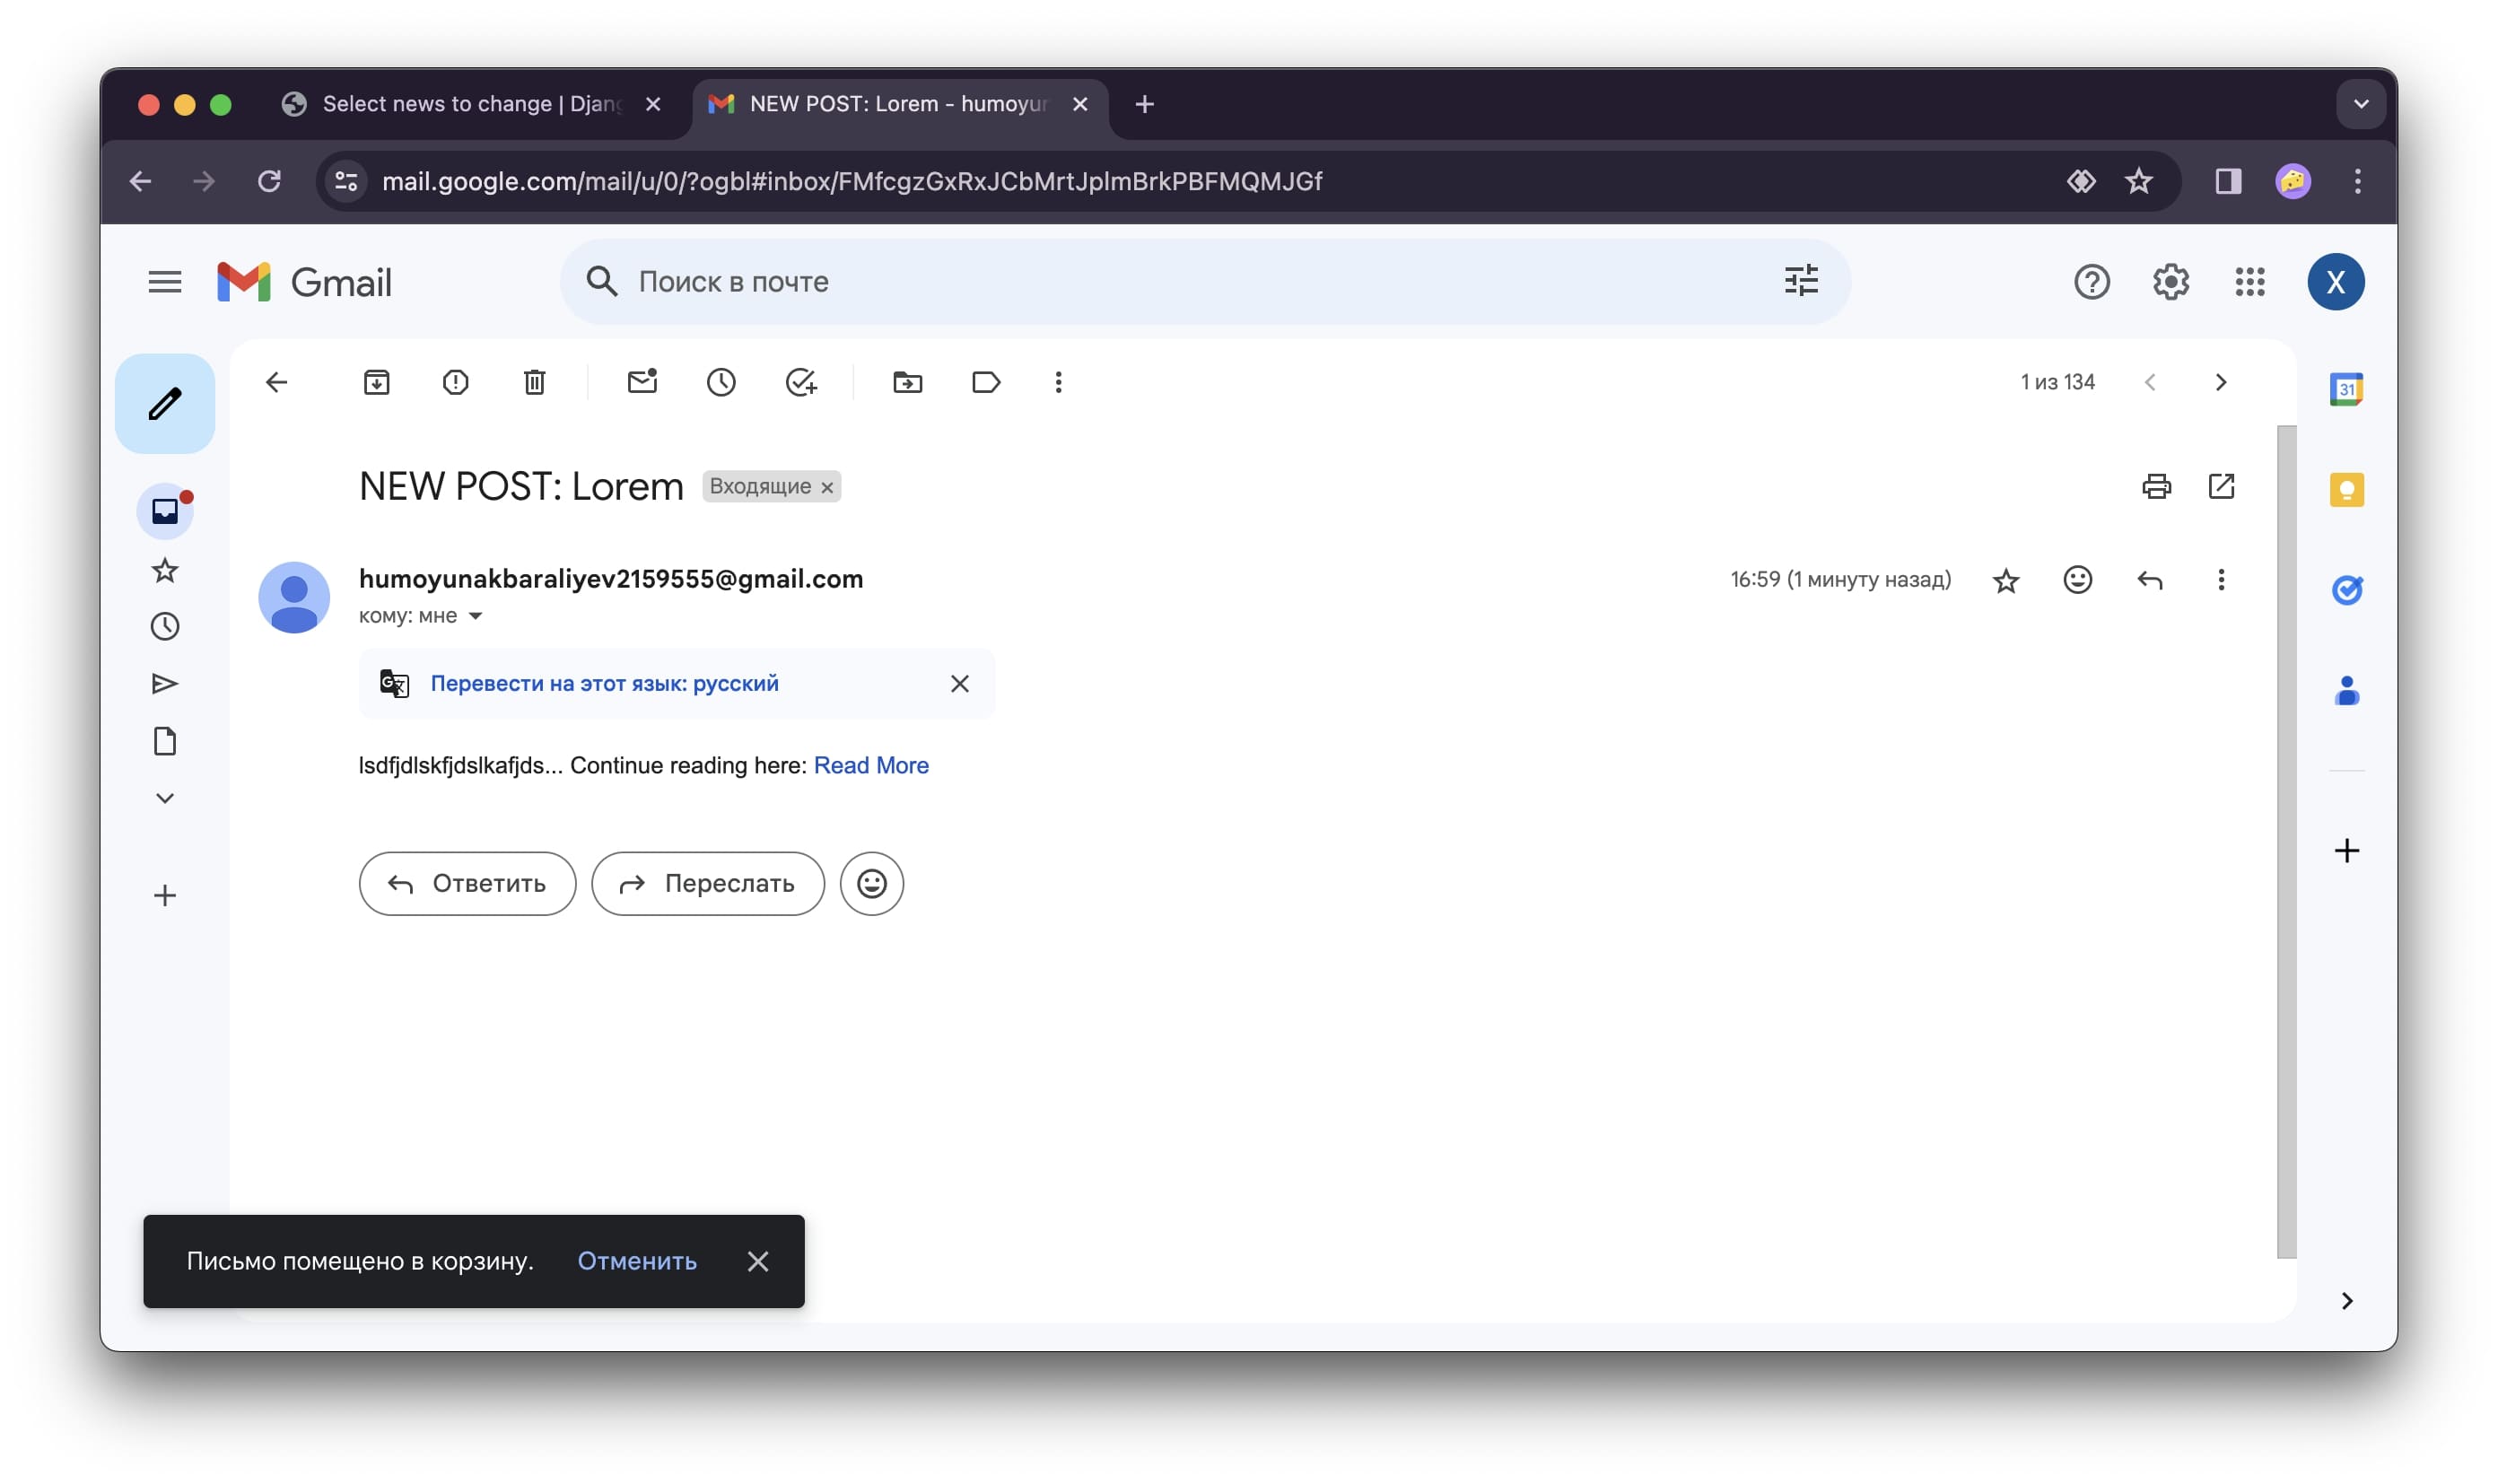 Select news to change | Djang
NEW POST: Lorem - humoyun
mail.google.com/mail/u/0/?ogbl#inbox/FMfcgzGxRxJCbMrtJplmBrkPBFMQMJGf
Gmail
Поиск в почте
X
1 из 134
31
NEW POST: Lorem
Входящие
humoyunakbaraliyev2159555@gmail.com
16:59 (1 минуту назад)
кому: мне
Перевести на этот язык: русский
lsdfjdlskfjdslkafjds... Continue reading here: Read More
Ответить
Переслать
Письмо помещено в корзину.
Отменить